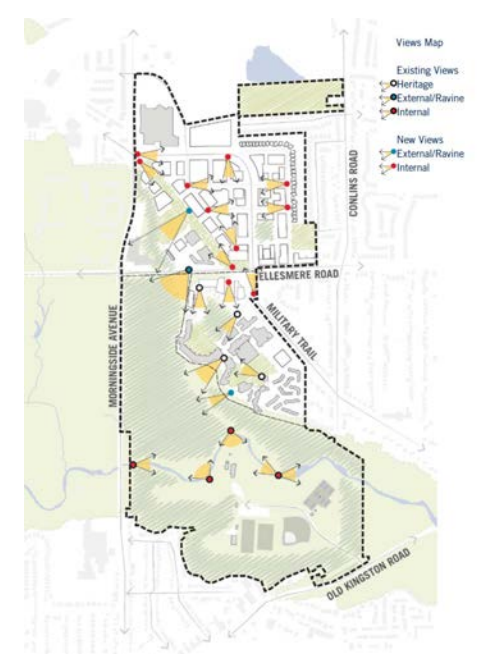 Views Map
Existing Views
Heritage
External/Ravine
Internal
New Views
External/Ravine
Internal
CONLINS ROAD
ELLESMERE ROAD
MILITARY TRAIL
MORNINGSIDE AVENUE
OLD KINGSTON ROAD